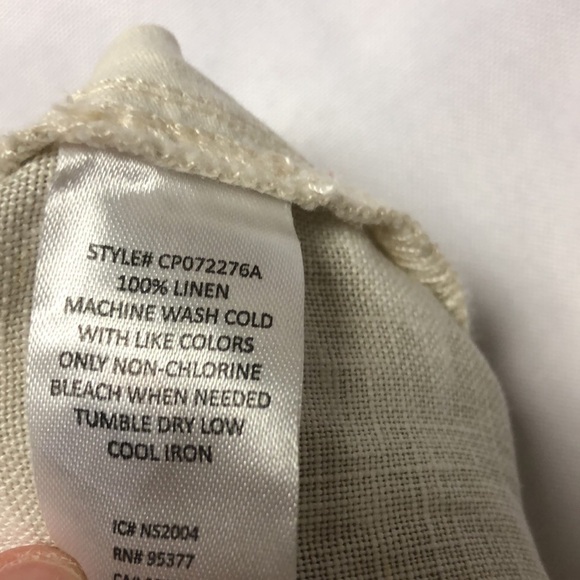 STYLE# CP072276A
100% LINEN
MACHINE WASH COLD
WITH LIKE COLORS
ONLY NON-CHLORINE
BLEACH WHEN NEEDED
TUMBLE DRY LOW
COOL IRON
IC# NS2004
RN# 95377